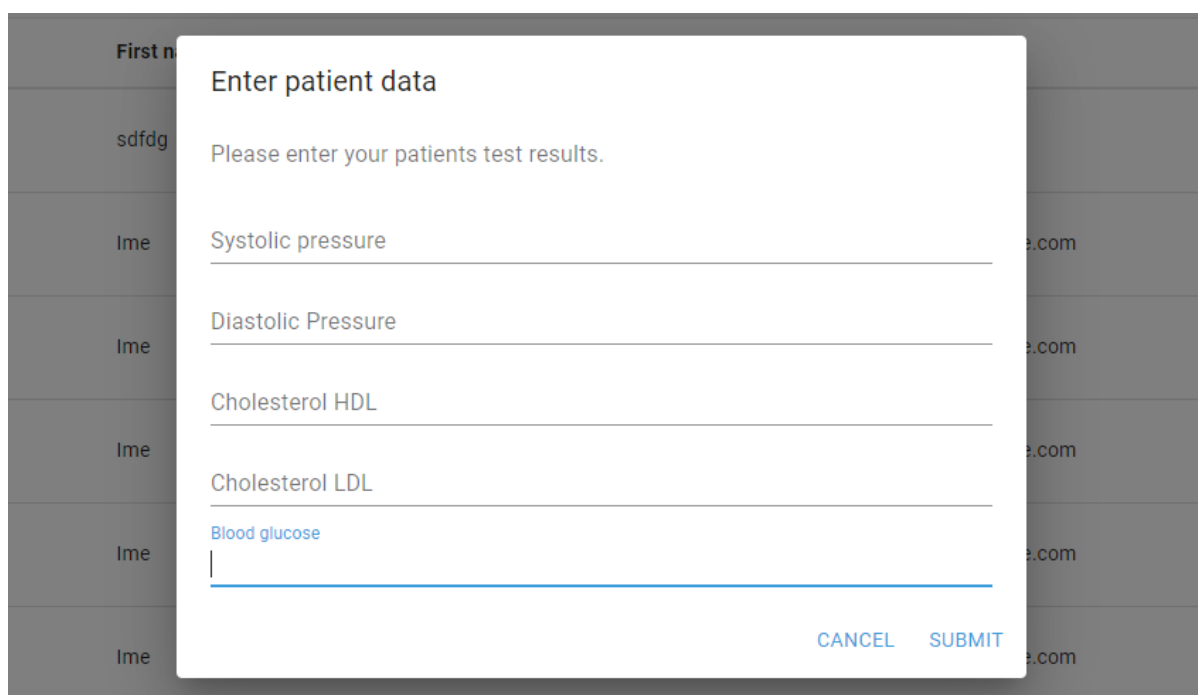 First n
Enter patient data
sdfdg
Please enter your patients test results.
Ime
Systolic pressure
e.com
Diastolic Pressure
Ime
e.com
Cholesterol HDL
Ime
e.com
Cholesterol LDL
Blood glucose
Ime
e.com
CANCEL SUBMIT
Ime
e.com